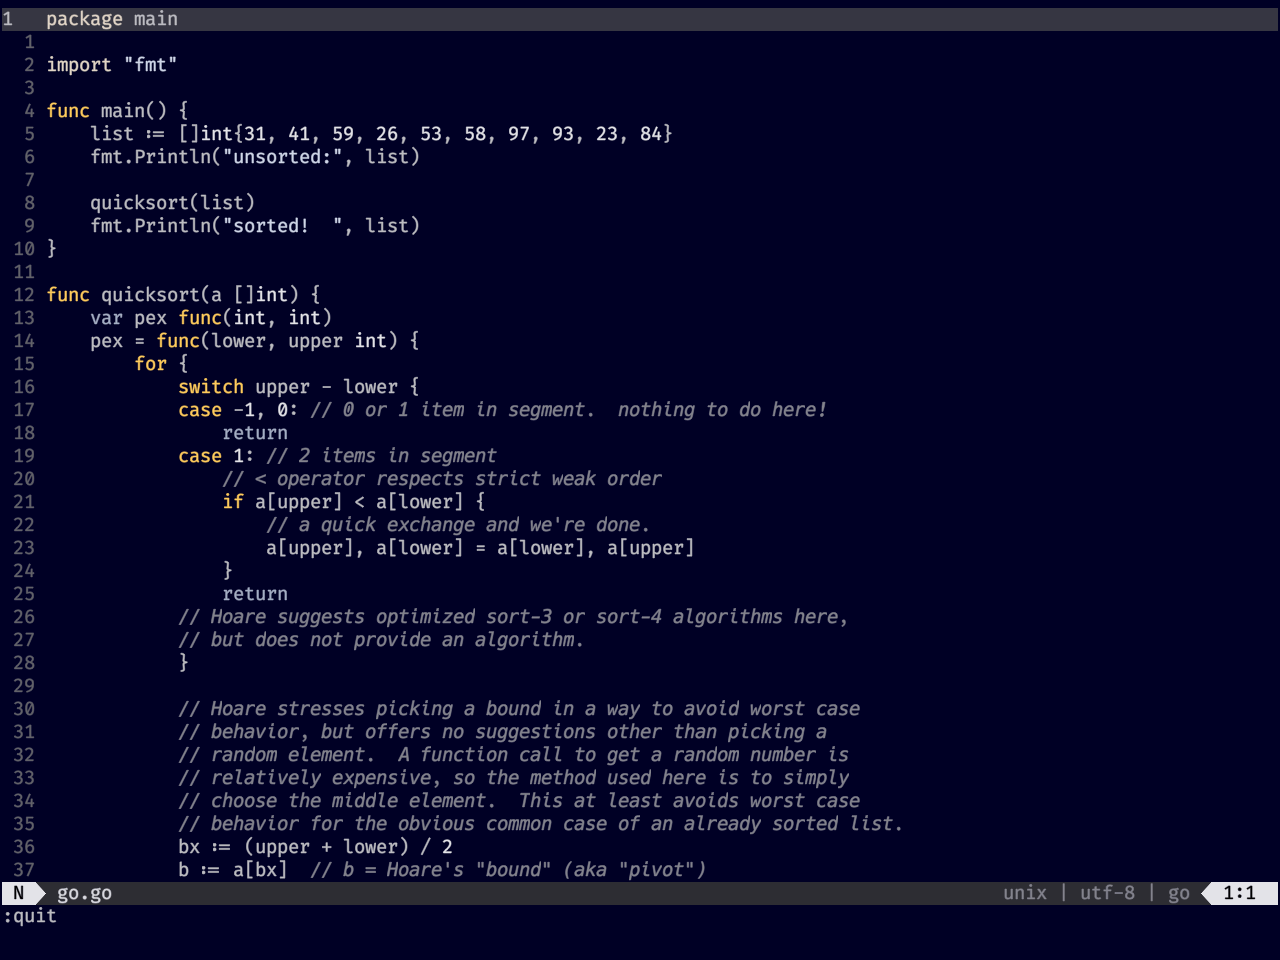 1   package main
  1
  2 import "fmt"
  3
  4 func main() {
  5     list := []int{31, 41, 59, 26, 53, 58, 97, 93, 23, 84}
  6     fmt.Println("unsorted:", list)
  7
  8     quicksort(list)
  9     fmt.Println("sorted!  ", list)
 10 }
 11
 12 func quicksort(a []int) {
 13     var pex func(int, int)
 14     pex = func(lower, upper int) {
 15         for {
 16             switch upper - lower {
 17             case -1, 0: // 0 or 1 item in segment.  nothing to do here!
 18                 return
 19             case 1: // 2 items in segment
 20                 // < operator respects strict weak order
 21                 if a[upper] < a[lower] {
 22                     // a quick exchange and we're done.
 23                     a[upper], a[lower] = a[lower], a[upper]
 24                 }
 25                 return
 26             // Hoare suggests optimized sort-3 or sort-4 algorithms here,
 27             // but does not provide an algorithm.
 28             }
 29
 30             // Hoare stresses picking a bound in a way to avoid worst case
 31             // behavior, but offers no suggestions other than picking a
 32             // random element.  A function call to get a random number is
 33             // relatively expensive, so the method used here is to simply
 34             // choose the middle element.  This at least avoids worst case
 35             // behavior for the obvious common case of an already sorted list.
 36             bx := (upper + lower) / 2
 37             b := a[bx]  // b = Hoare's "bound" (aka "pivot")
N go.go unix | utf-8 | go 1:1
:quit